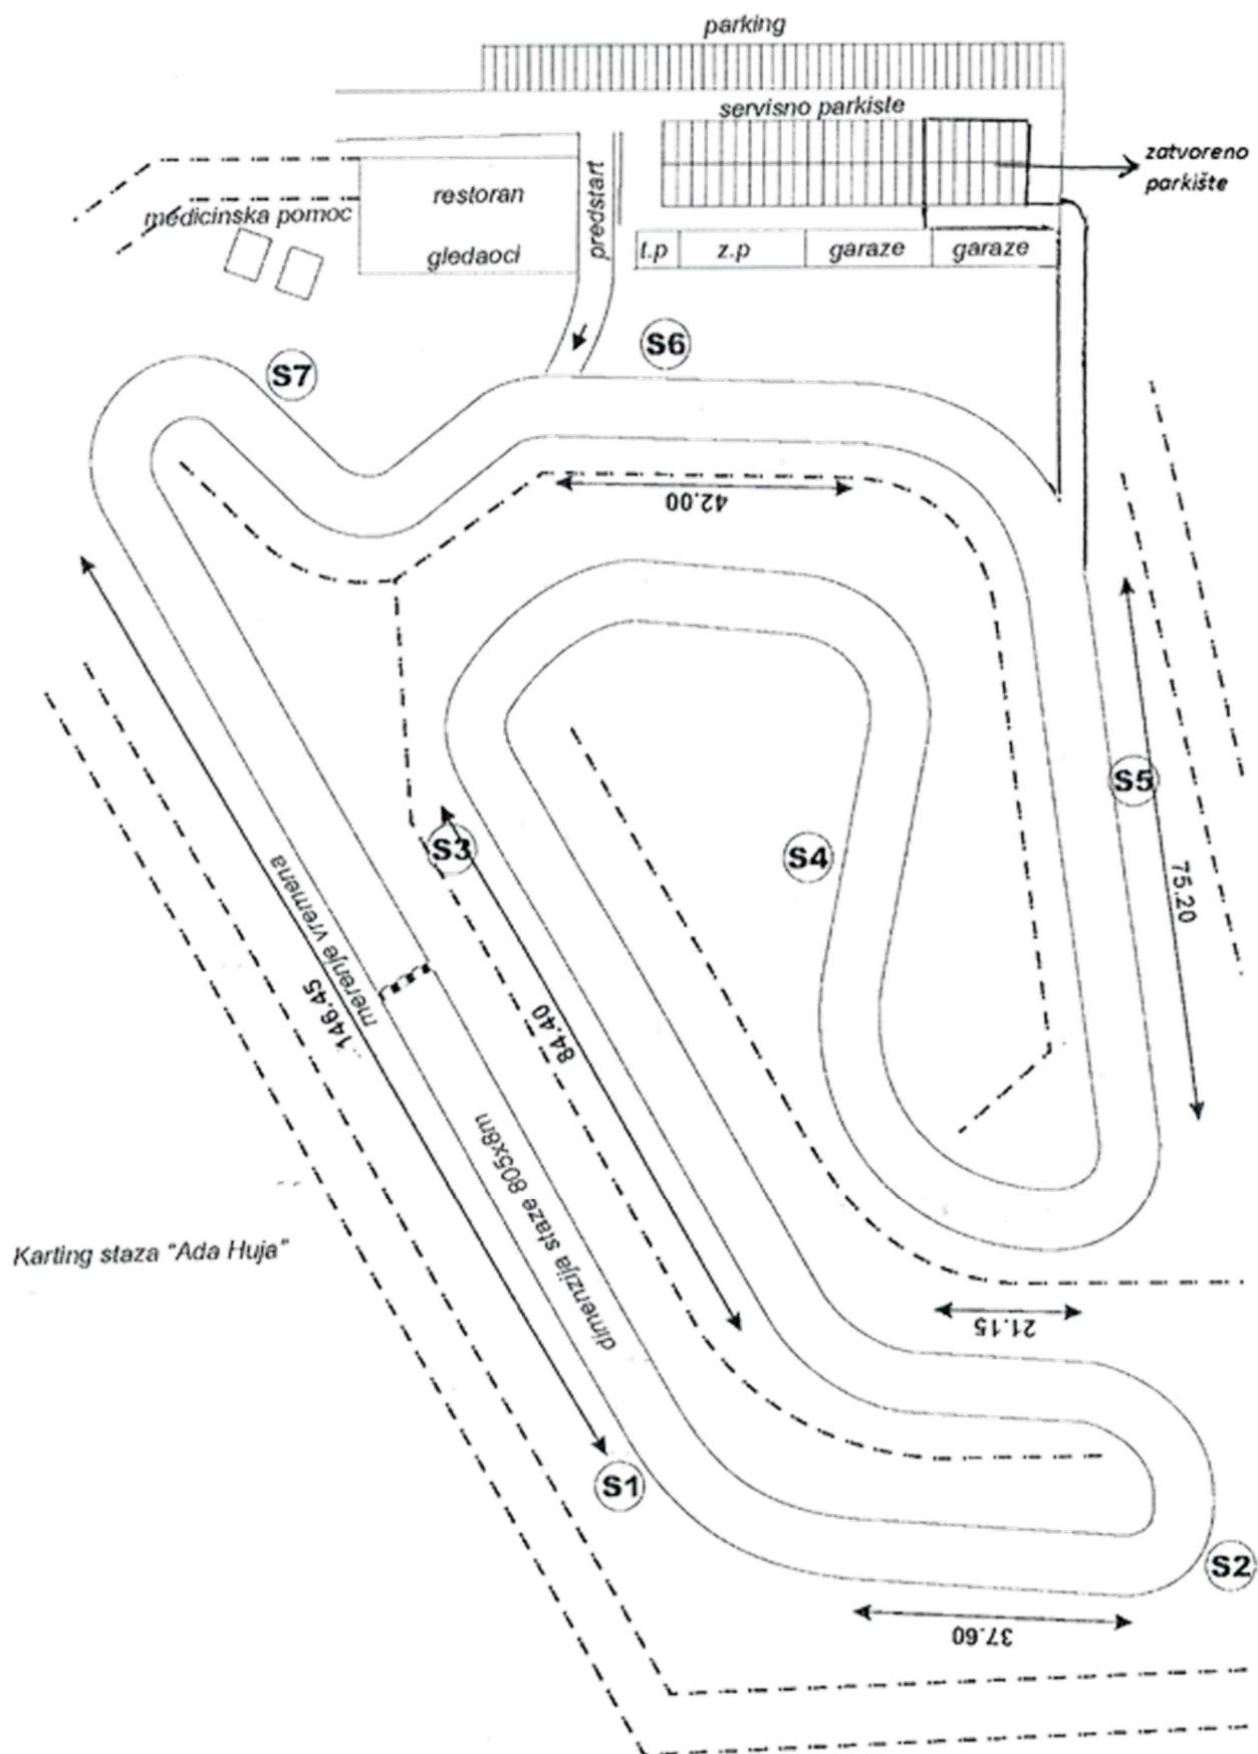 parking
servisno parkiste
zatvoreno
parkište
restoran
predstart
medicinska pomoc
gledaoci
t.p
z.p
garaze
garaze
S6
S7
42.00
S5
S3
S4
75.20
merenje vremena
146.45
84.40
dimenzija staze 805x8m
Karting staza "Ada Huja"
21.15
S1
S2
37.60